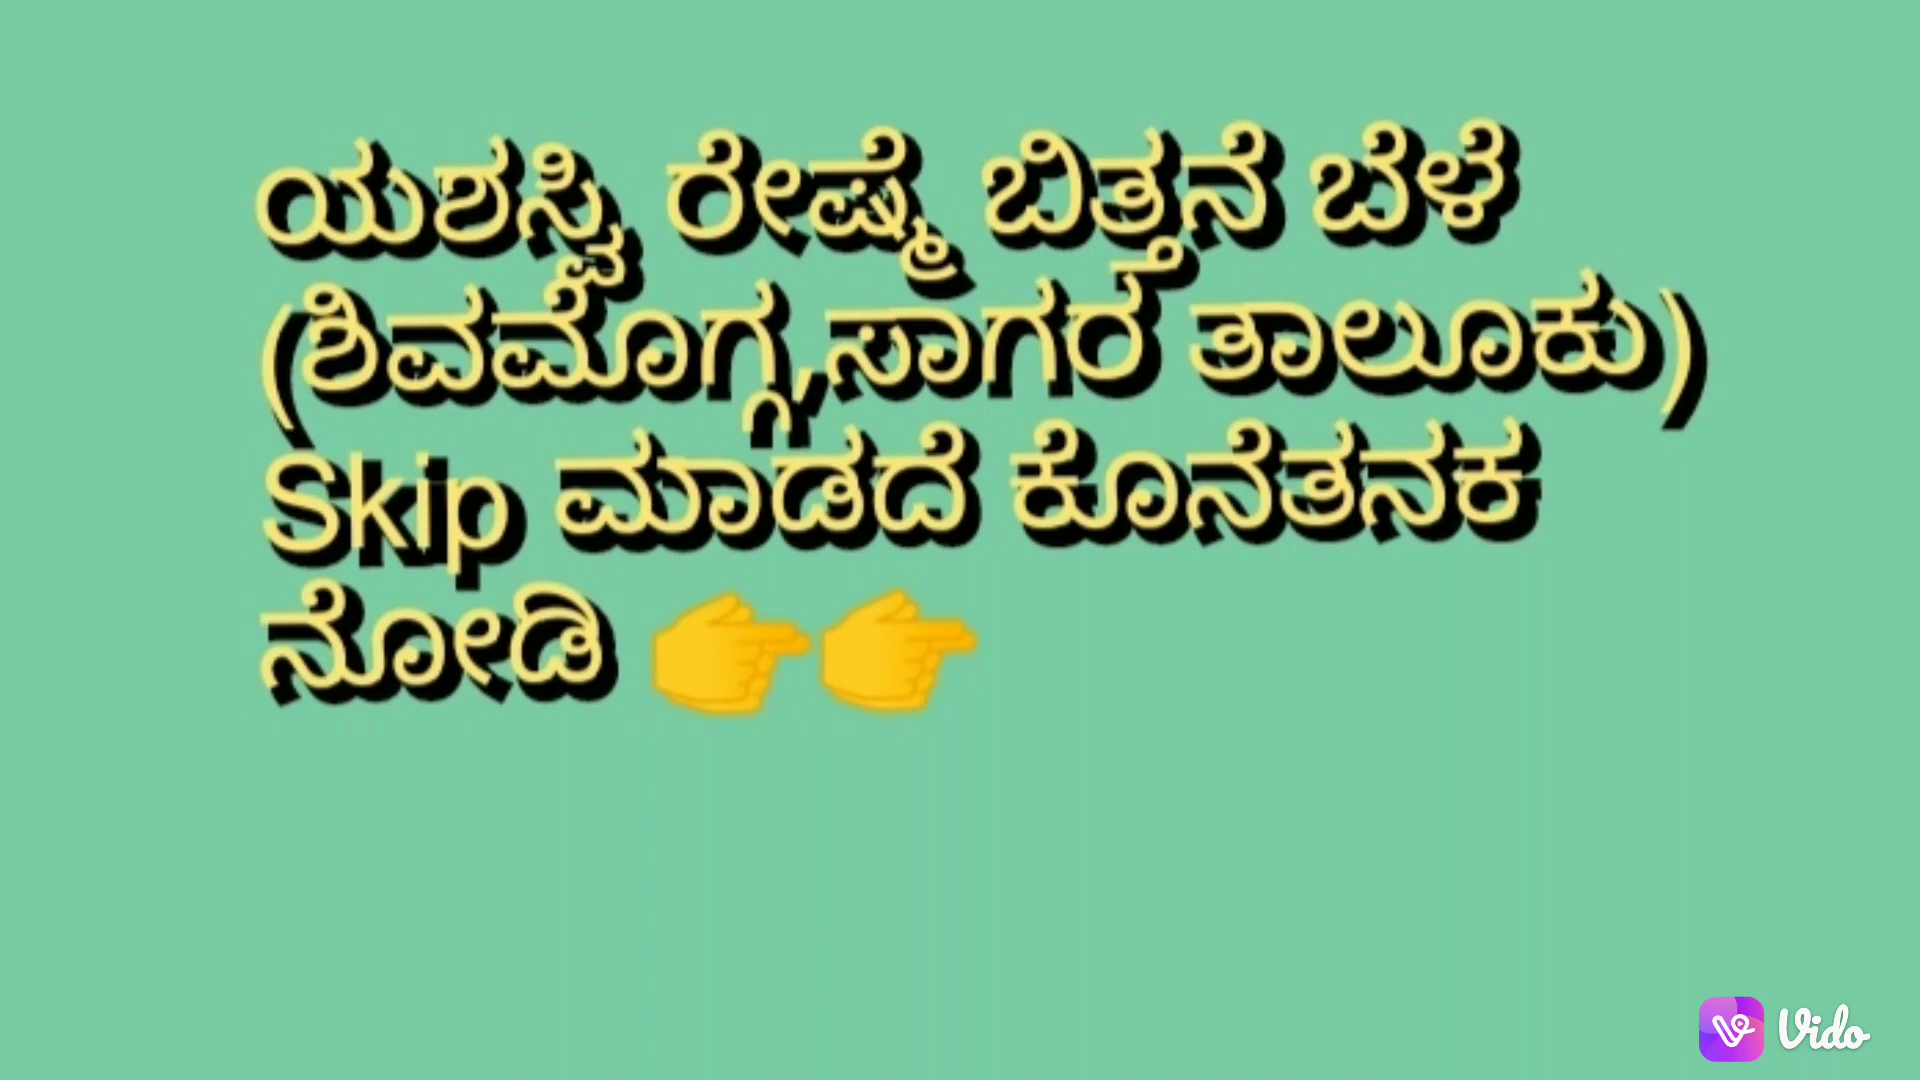 ಯಶಸ್ವಿ ರೇಷ್ಮೆ ಬಿತ್ತನೆ ಬೆಳೆ
(ಶಿವಮೊಗ್ಗ,ಸಾಗರ ತಾಲೂಕು)
Skip ಮಾಡದೆ ಕೊನೆತನಕ
ನೋಡಿ 👉👉
Vido